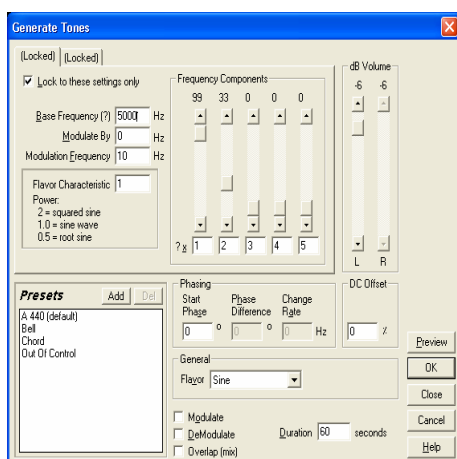 Generate Tones
(Locked) (Locked)
Lock to these settings only
Base Frequency (?) 5000 Hz
Modulate By 0 Hz
Modulation Frequency 10 Hz
Flavor Characteristic 1
Power:
2 = squared sine
1.0 = sine wave
0.5 = root sine
Frequency Components
99 33 0 0 0
? x 1 2 3 4 5
dB Volume
-6 -6
L R
Presets Add Del
A 440 (default)
Bell
Chord
Out Of Control
Phasing
Start Phase 0 °
Phase Difference 0 °
Change Rate 0 Hz
DC Offset
0 %
General
Flavor Sine
Modulate
DeModulate
Overlap (mix)
Duration 60 seconds
Preview
OK
Close
Cancel
Help